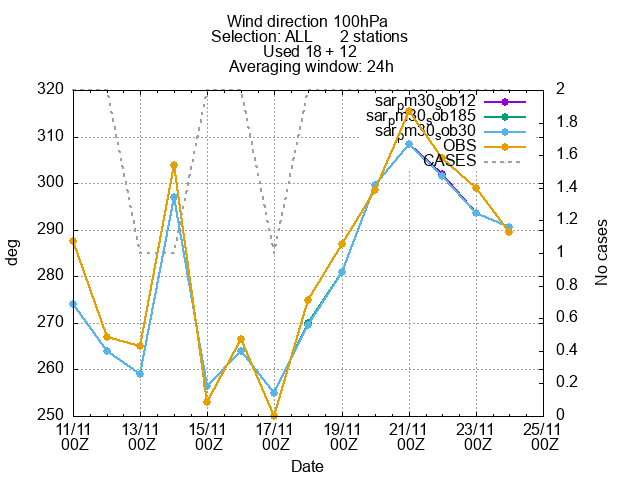 Wind direction 100hPa
Selection: ALL 2 stations
Used 18 + 12
Averaging window: 24h
320 2
sar_pm30_sob12
sar_pm30_sob185
sar_pm30_sob30
OBS
CASES
310 1.8
1.6
300 1.4
290 1.2
280 1
0.8
270 0.6
260 0.4
0.2
250 0
deg
No cases
11/11 13/11 15/11 17/11 19/11 21/11 23/11 25/11
00Z 00Z 00Z 00Z 00Z 00Z 00Z 00Z
Date